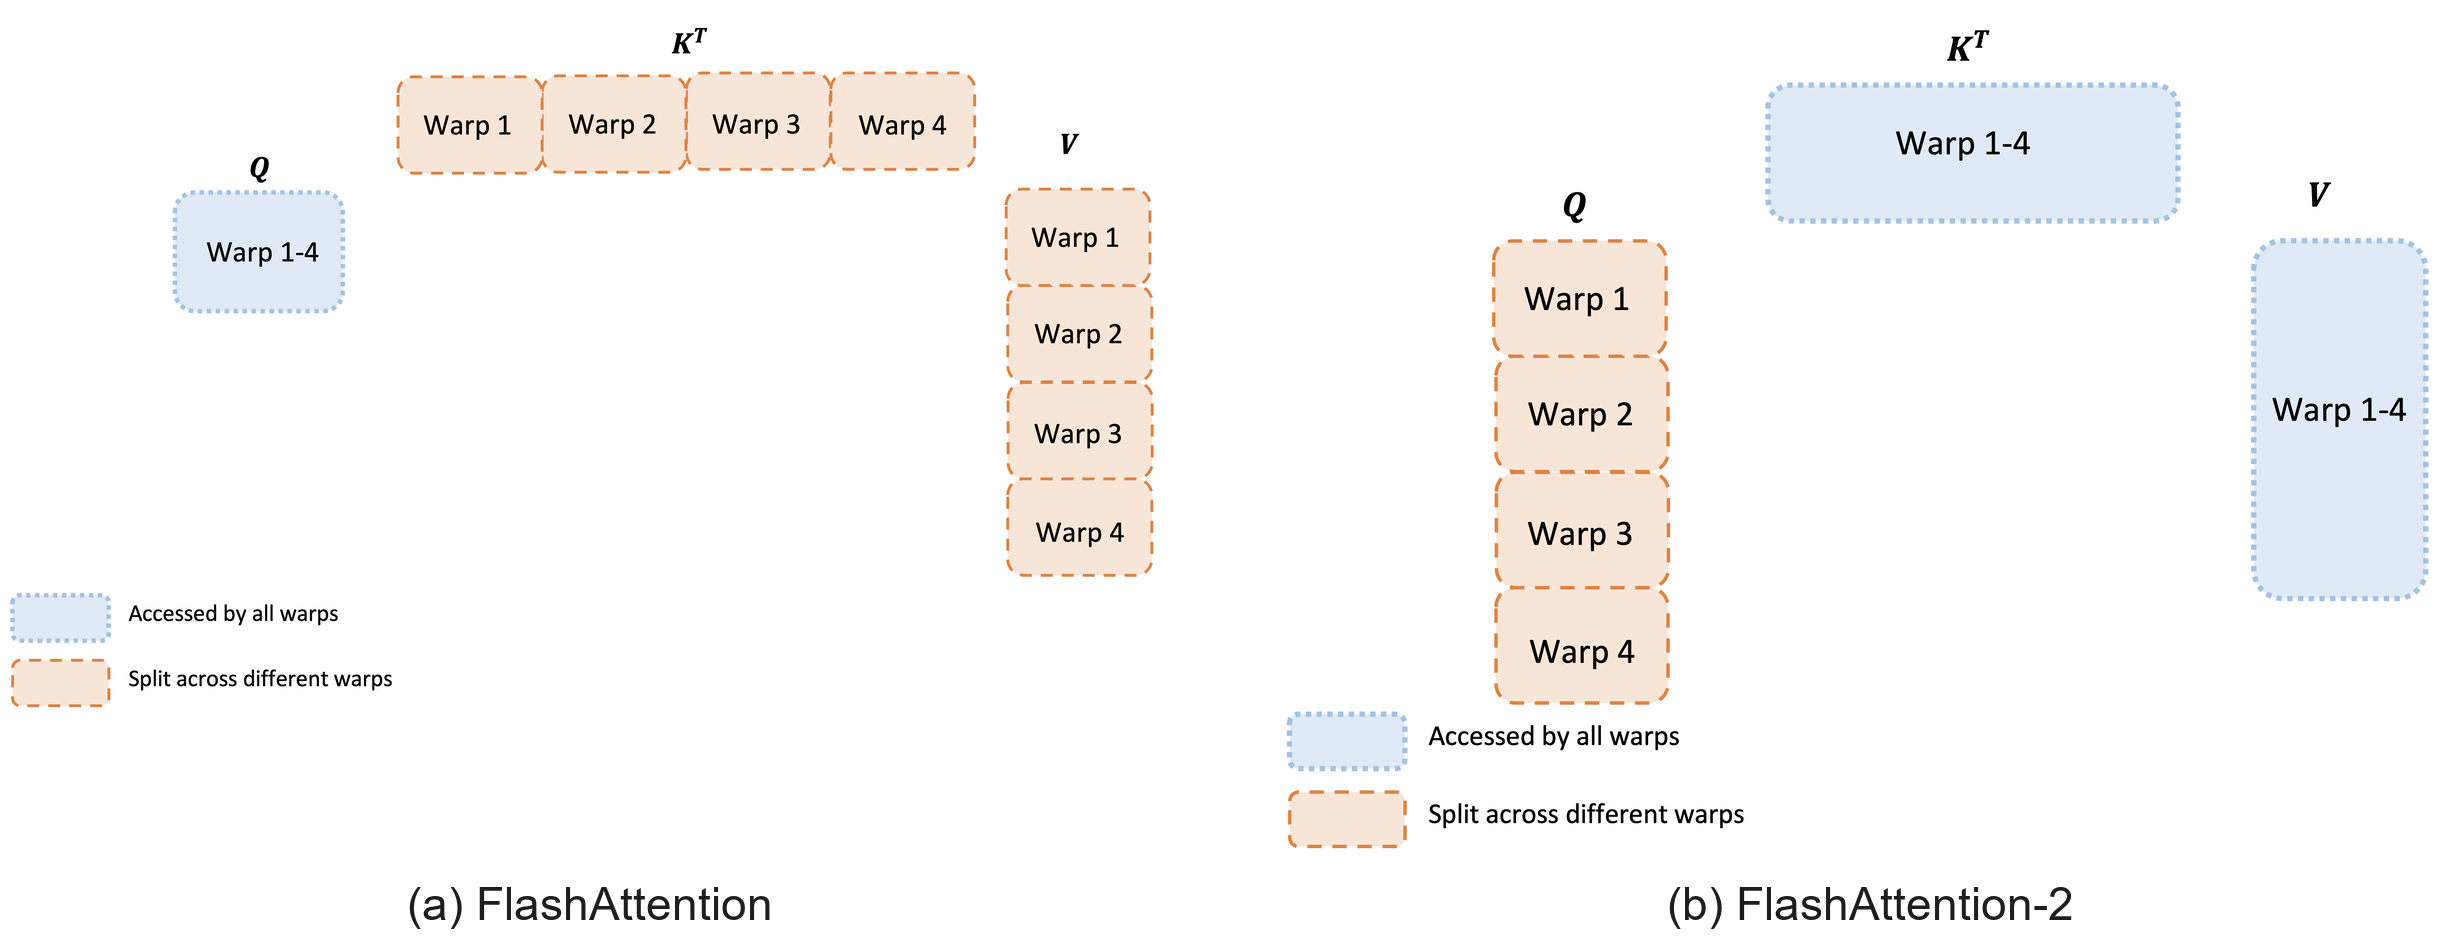 K^T
Warp 1 Warp 2 Warp 3 Warp 4
Q
Warp 1-4
V
Warp 1
Warp 2
Warp 3
Warp 4
Accessed by all warps
Split across different warps
(a) FlashAttention
K^T
Warp 1-4
Q
Warp 1
Warp 2
Warp 3
Warp 4
V
Warp 1-4
Accessed by all warps
Split across different warps
(b) FlashAttention-2